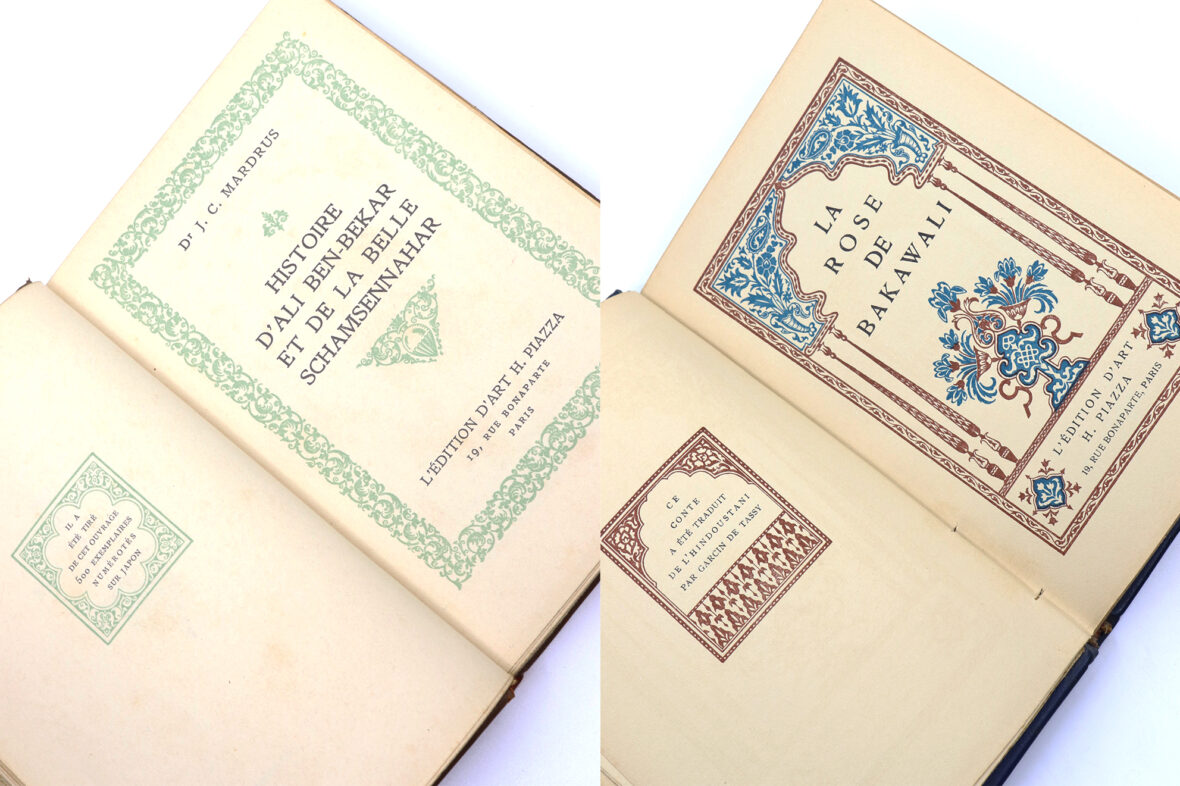 Dr J. C. MARDRUS
HISTOIRE
D'ALI BEN-BEKAR
ET DE LA BELLE
SCHAMSENNAHAR
L'ÉDITION D'ART H. PIAZZA
19, RUE BONAPARTE
PARIS
IL A
ÉTÉ TIRÉ
DE CET OUVRAGE
500 EXEMPLAIRES
NUMÉROTÉS
SUR JAPON
LA
ROSE
DE
BAKAWALI
L'ÉDITION D'ART
H. PIAZZA
19, RUE BONAPARTE, PARIS
CE
CONTE
A ÉTÉ TRADUIT
DE L'HINDOUSTANI
PAR GARCIN DE TASSY